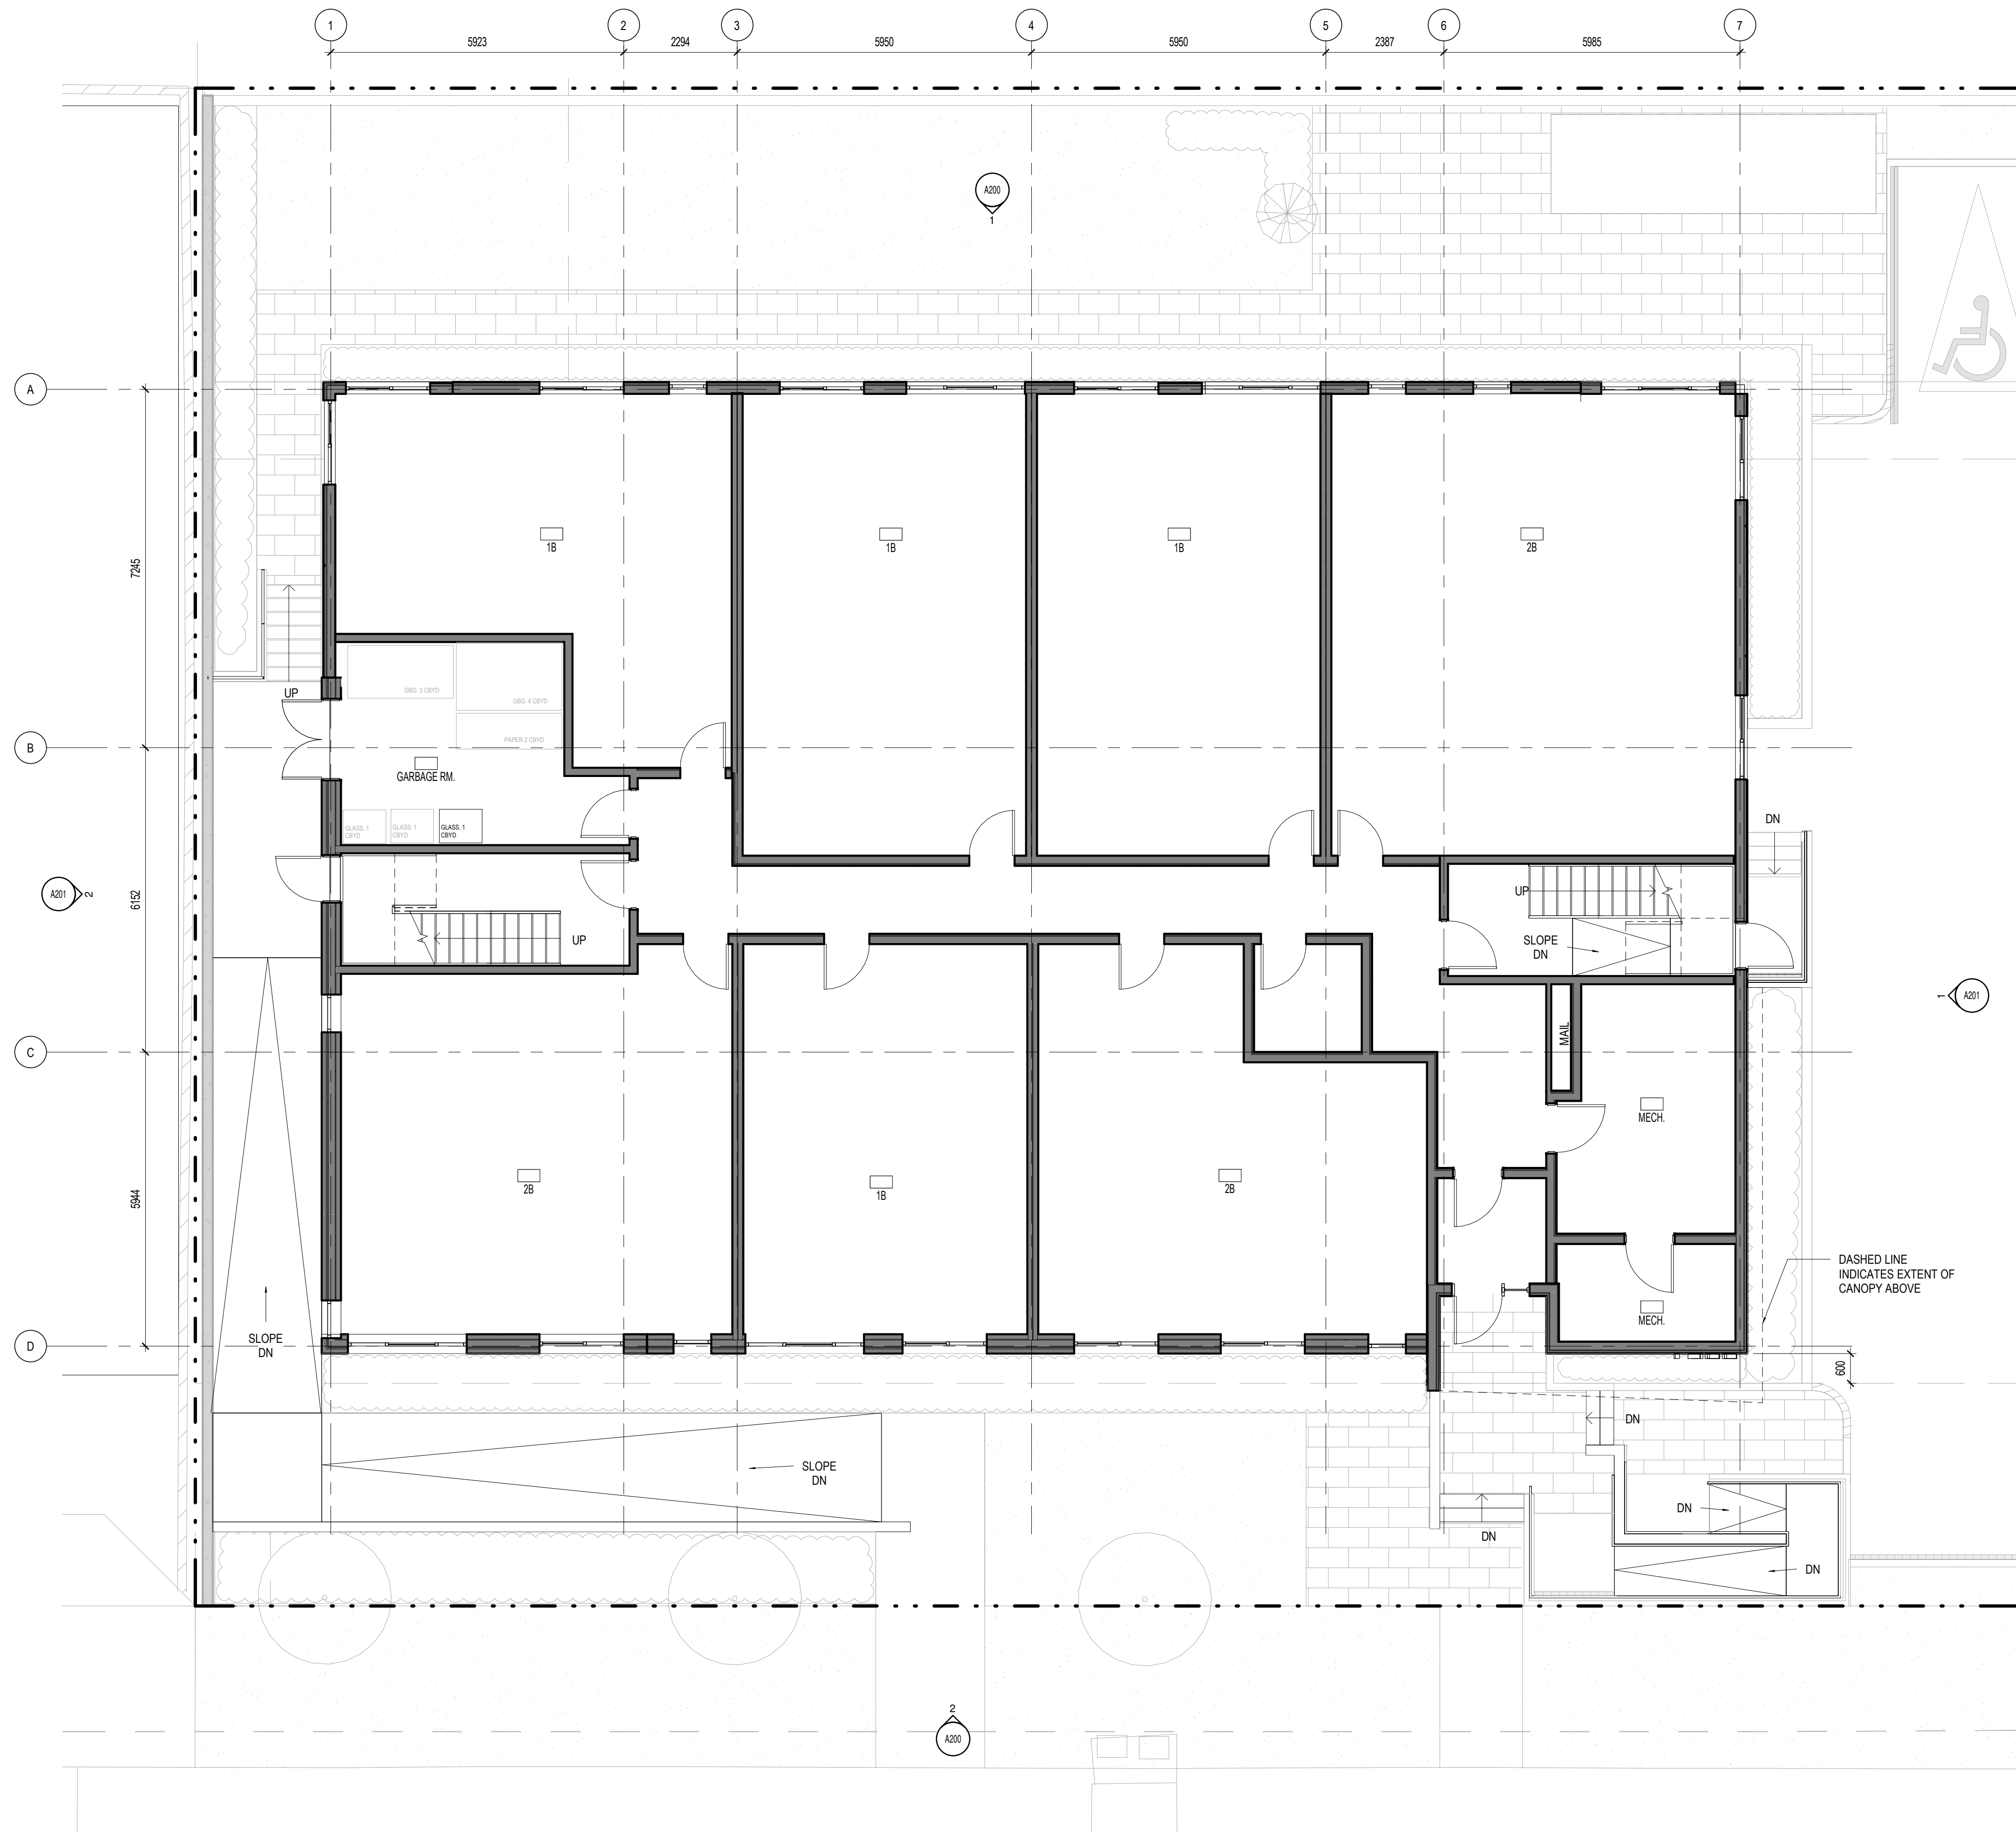 1
2
3
4
5
6
7
5923
2294
5950
5950
2387
5985
A200
1
A
7245
1B
1B
1B
2B
UP
GBG. 3 CBYD
GBG. 4 CBYD
PAPER 2 CBYD
B
GARBAGE RM.
GLASS. 1
CBYD
GLASS. 1
CBYD
GLASS. 1
CBYD
DN
A201
2
6152
UP
UP
SLOPE
DN
1
A201
C
MAIL
MECH.
5944
2B
1B
2B
DASHED LINE
INDICATES EXTENT OF
CANOPY ABOVE
MECH.
SLOPE
DN
D
600
DN
SLOPE
DN
DN
DN
DN
2
A200